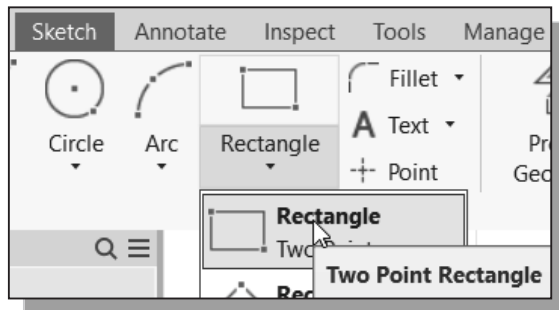 Sketch Annotate Inspect Tools Manage
Fillet
Text
Circle Arc Rectangle
Point
Rectangle
Two Point Rectangle